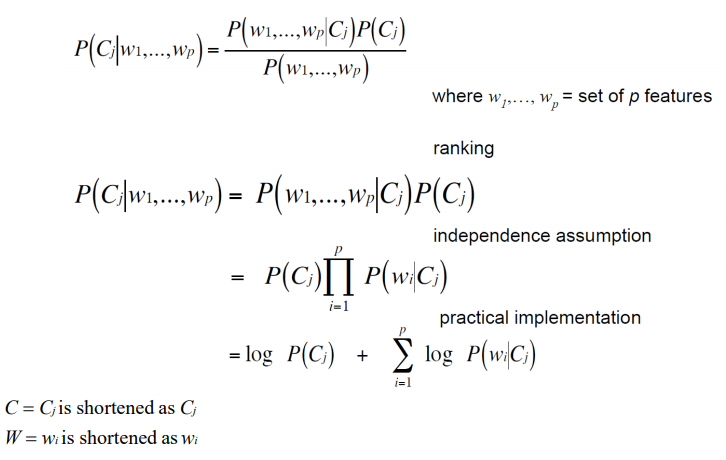 P(Cj|w1,...,wp) = P(w1,...,wp|Cj)P(Cj) / P(w1,...,wp)
where w1,..., wp = set of p features
ranking
P(Cj|w1,...,wp) = P(w1,...,wp|Cj)P(Cj)
independence assumption
= P(Cj) ∏ i=1 p P(wi|Cj)
practical implementation
= log P(Cj) + ∑ i=1 p log P(wi|Cj)
C = Cj is shortened as Cj
W = wi is shortened as wi